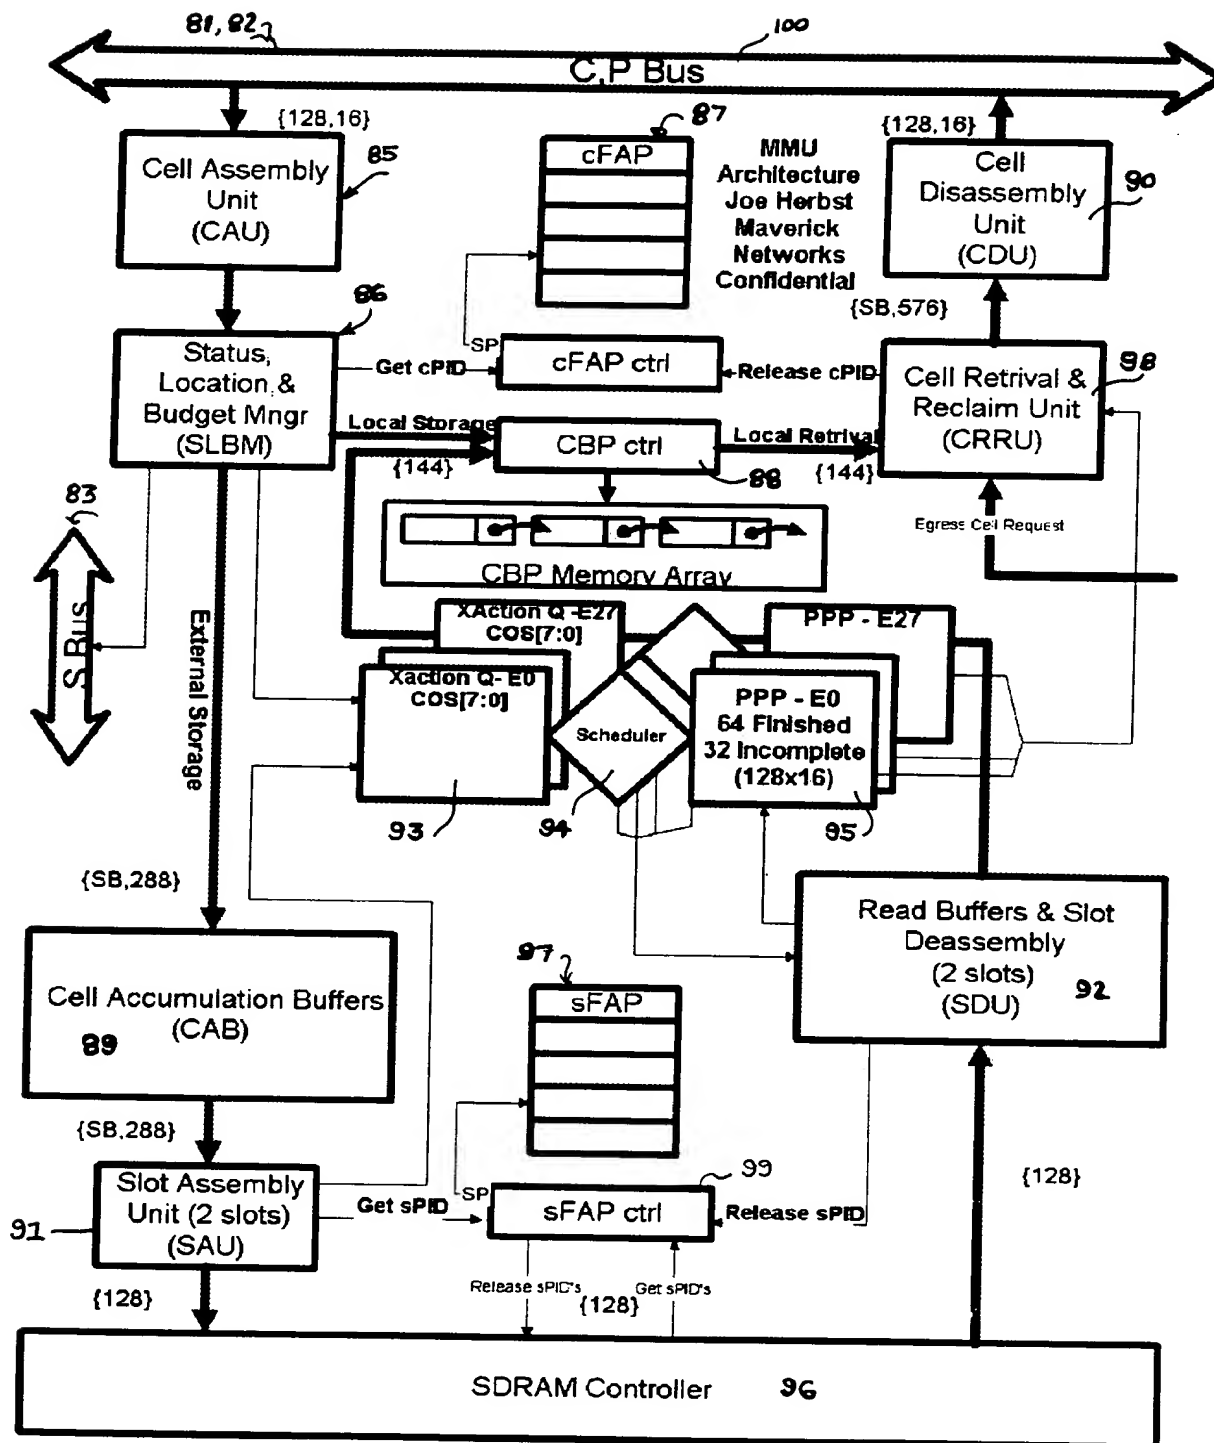 81, 82
100
C,P Bus
{128,16}
87
{128,16}
Cell Assembly
Unit
(CAU)
85
cFAP
MMU
Architecture
Joe Herbst
Maverick
Networks
Confidential
Cell
Disassembly
Unit
(CDU)
90
86
{SB,576}
Status,
Location, &
Budget Mngr
(SLBM)
Get cPID
SP
cFAP ctrl
Release cPID
Cell Retrival &
Reclaim Unit
(CRRU)
98
Local Storage
CBP ctrl
Local Retrival
{144}
88
{144}
83
S Bus
CBP Memory Array
Egress Cell Request
External Storage
XAction Q -E27
COS[7:0]
PPP - E27
Xaction Q- E0
COS[7:0]
Scheduler
PPP - E0
64 Finished
32 Incomplete
(128x16)
93
94
95
{SB,288}
Read Buffers & Slot
Deassembly
(2 slots)
(SDU)
92
Cell Accumulation Buffers
(CAB)
89
97
sFAP
{SB,288}
Slot Assembly
Unit (2 slots)
(SAU)
91
Get sPID
SP
99
sFAP ctrl
Release sPID
{128}
{128}
Release sPID's
{128}
Get sPID's
SDRAM Controller
96